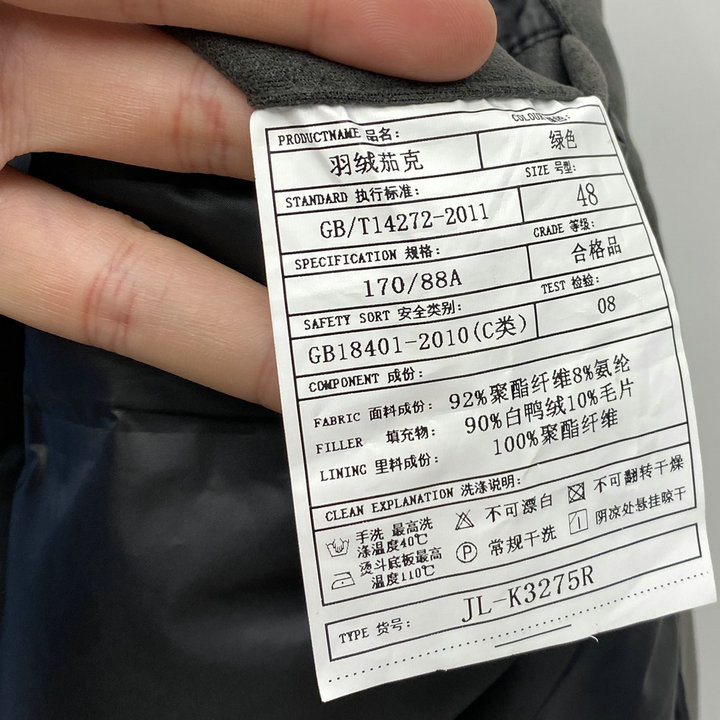 PRODUCTNAME 品名: COLOUR
羽绒茄克 绿色
STANDARD 执行标准: SIZE 号型:
GB/T14272-2011 48
SPECIFICATION 规格: GRADE 等级:
170/88A 合格品
SAFETY SORT 安全类别: TEST 检验:
GB18401-2010(C类) 08
COMPONENT 成份:
FABRIC 面料成份: 92%聚酯纤维8%氨纶
FILLER 填充物: 90%白鸭绒10%毛片
LINING 里料成份: 100%聚酯纤维
CLEAN EXPLANATION 洗涤说明:
手洗 最高洗涤温度40℃ 不可漂白 不可翻转干燥
熨斗底板最高温度110℃ P 常规干洗 阴凉处悬挂晾干
TYPE 货号: JL-K3275R